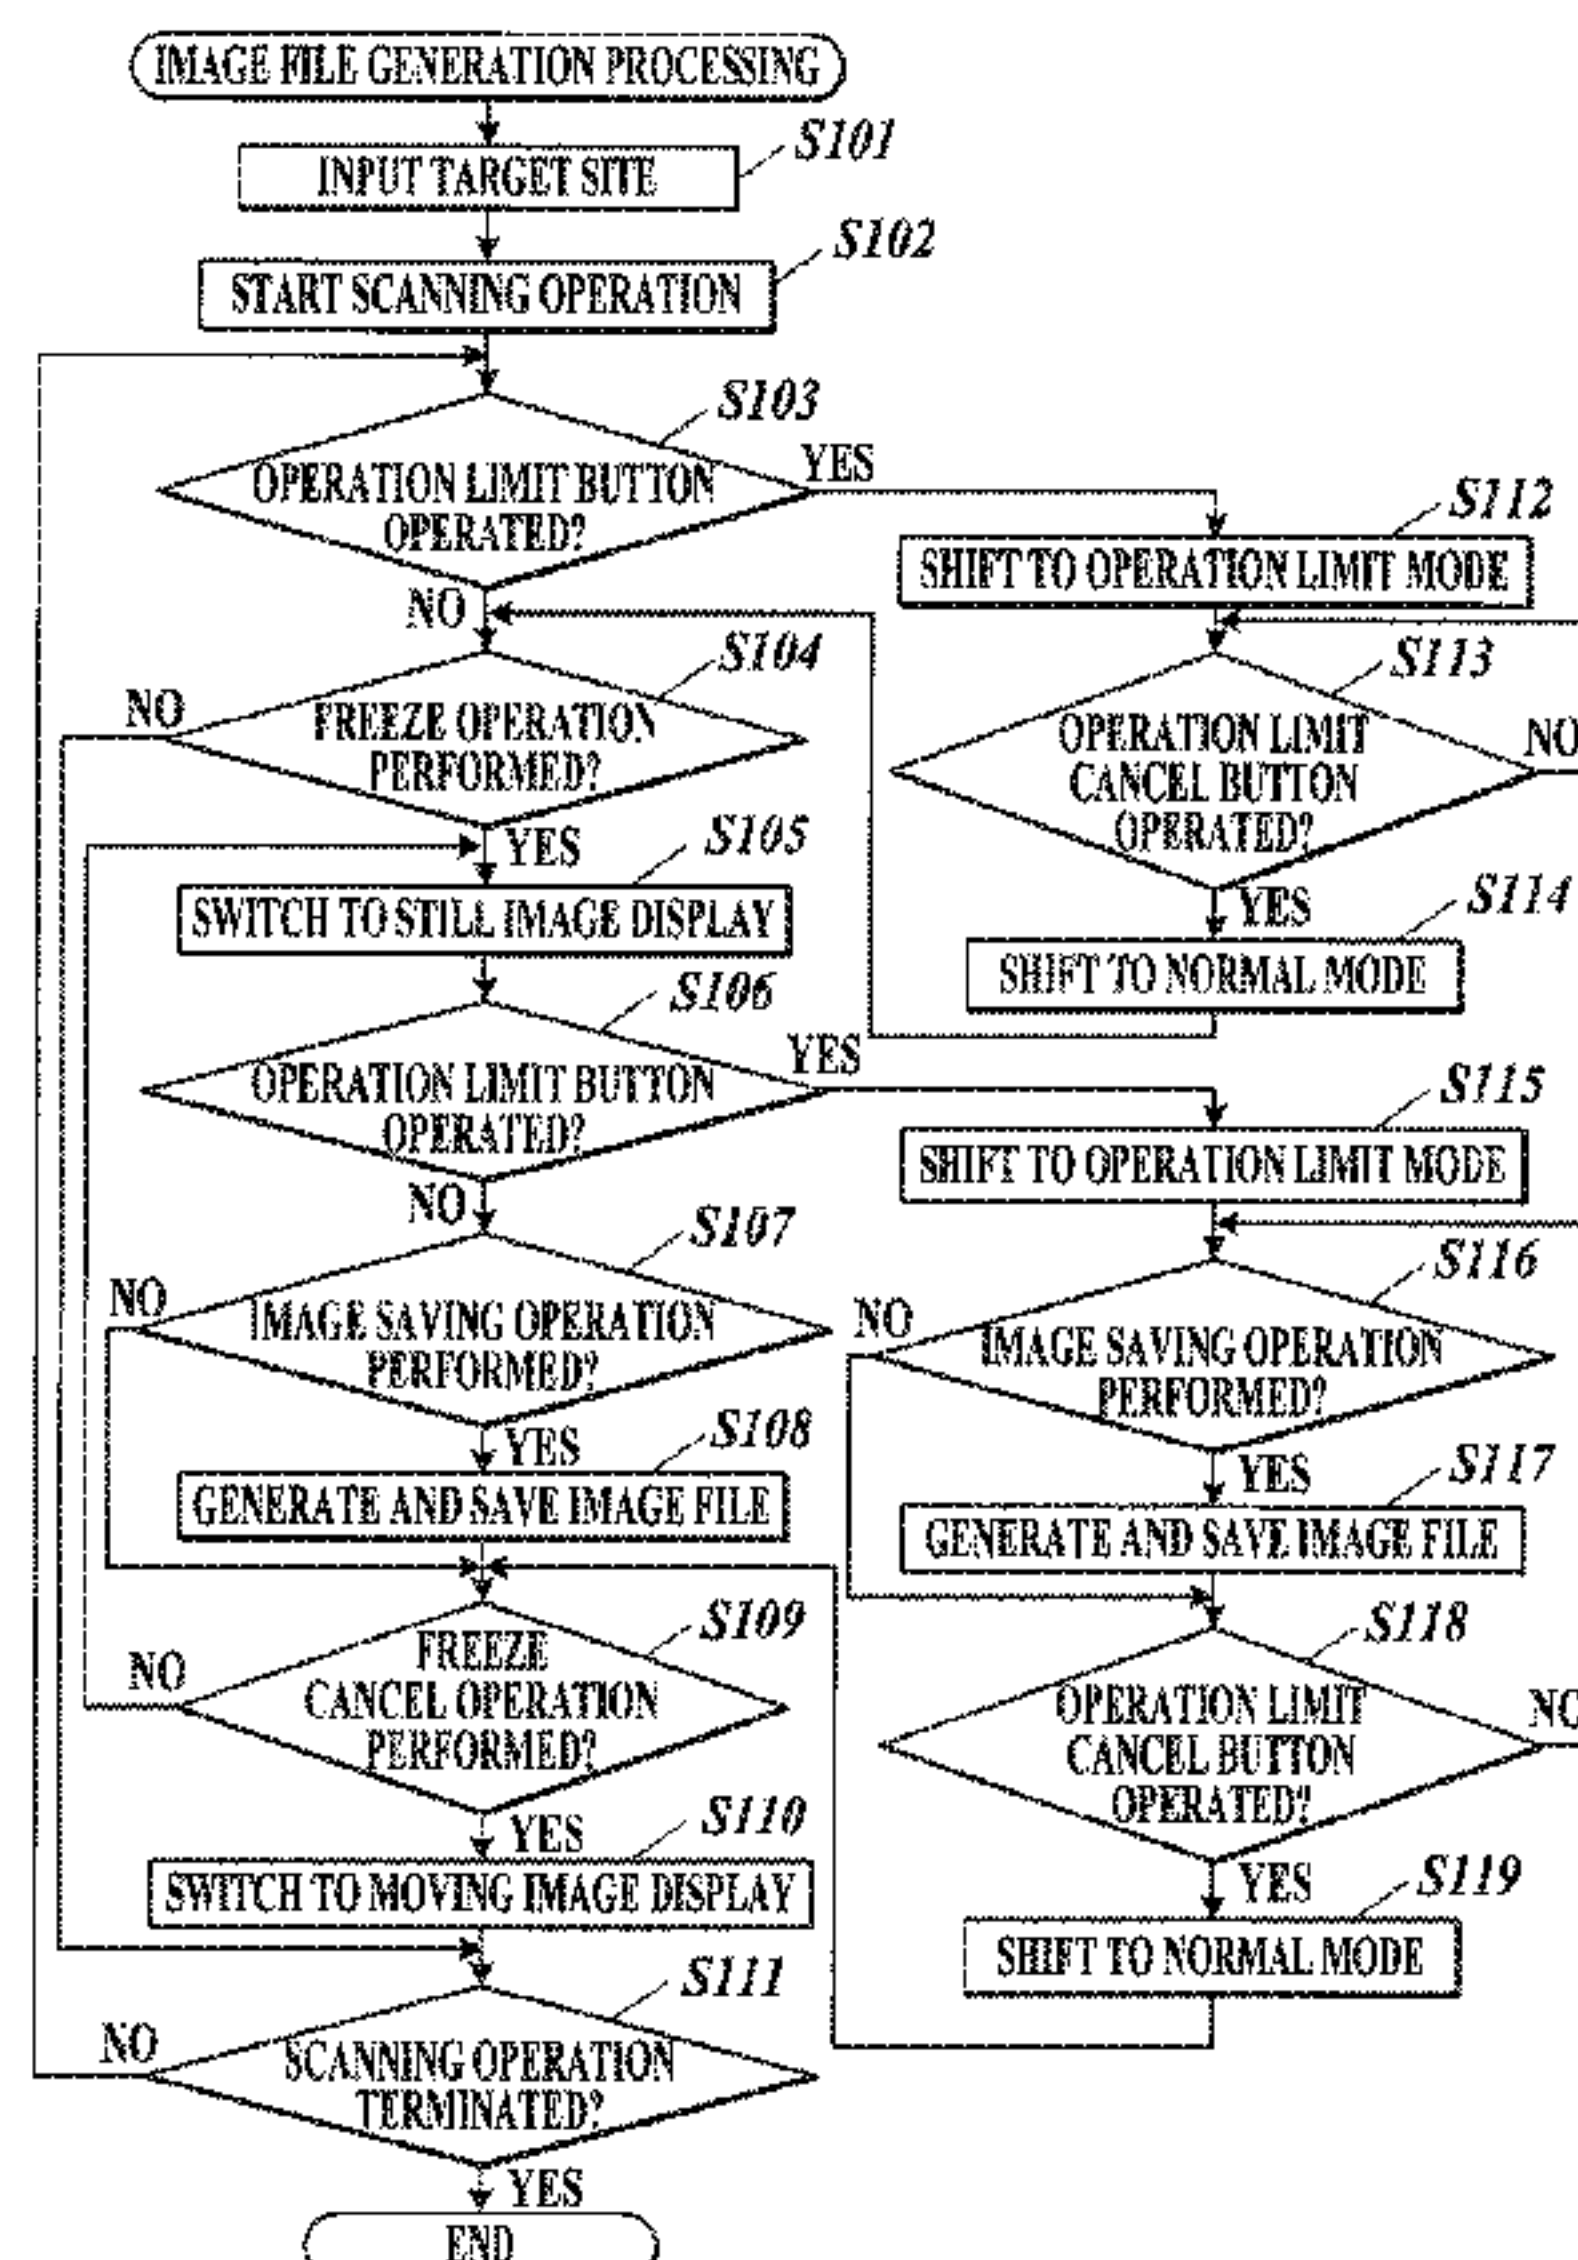 IMAGE FILE GENERATION PROCESSING
S101
INPUT TARGET SITE
S102
START SCANNING OPERATION
S103
OPERATION LIMIT BUTTON
OPERATED?
YES
NO
S112
SHIFT TO OPERATION LIMIT MODE
S104
FREEZE OPERATION
PERFORMED?
NO
YES
S113
OPERATION LIMIT
CANCEL BUTTON
OPERATED?
NO
YES
S105
SWITCH TO STILL IMAGE DISPLAY
S114
SHIFT TO NORMAL MODE
S106
OPERATION LIMIT BUTTON
OPERATED?
YES
NO
S115
SHIFT TO OPERATION LIMIT MODE
S107
IMAGE SAVING OPERATION
PERFORMED?
NO
YES
S116
IMAGE SAVING OPERATION
PERFORMED?
NO
YES
S108
GENERATE AND SAVE IMAGE FILE
S117
GENERATE AND SAVE IMAGE FILE
S109
FREEZE
CANCEL OPERATION
PERFORMED?
NO
YES
S118
OPERATION LIMIT
CANCEL BUTTON
OPERATED?
NO
YES
S110
SWITCH TO MOVING IMAGE DISPLAY
S119
SHIFT TO NORMAL MODE
S111
SCANNING OPERATION
TERMINATED?
NO
YES
END